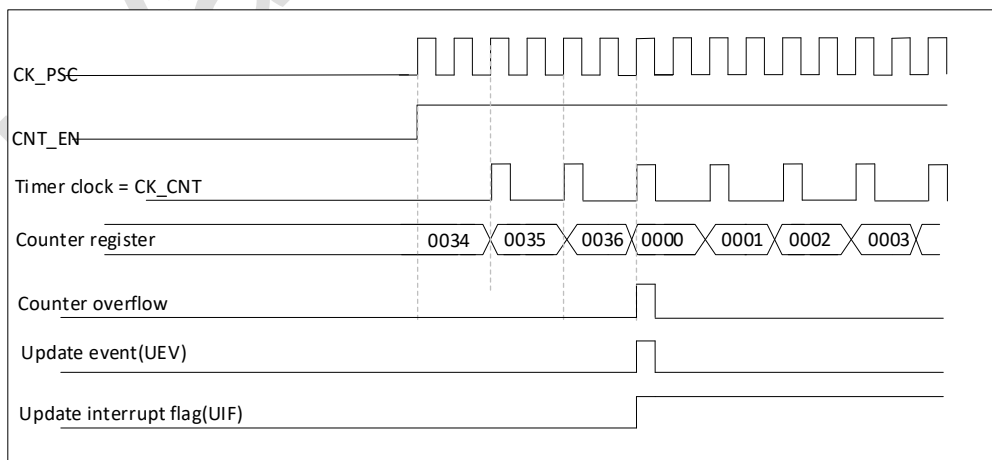 CK_PSC
CNT_EN
Timer clock = CK_CNT
Counter register 0034 0035 0036 0000 0001 0002 0003
Counter overflow
Update event(UEV)
Update interrupt flag(UIF)